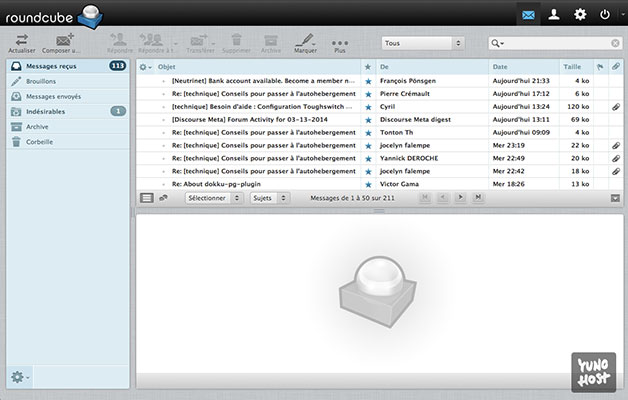 roundcube
Actualiser Composer a... Répondre Répondre à t... Transférer Supprimer Archive Marquer Plus Tous
Messages reçus 113
Brouillons
Messages envoyés
Indésirables 1
Archive
Corbeille
Objet De Date Taille
[Neutrinet] Bank account available. Become a member n... François Pönsgen Aujourd'hui 21:33 4 ko
Re: [technique] Conseils pour passer à l'autohebergement Pierre Crémault Aujourd'hui 17:12 6 ko
[technique] Besoin d'aide : Configuration Toughswitch ... Cyril Aujourd'hui 13:24 120 ko
[Discourse Meta] Forum Activity for 03-13-2014 Discourse Meta digest Aujourd'hui 13:11 69 ko
Re: [technique] Conseils pour passer à l'autohebergement Tonton Th Aujourd'hui 09:09 4 ko
Re: [technique] Conseils pour passer à l'autohebergement jocelyn falempe Mer 23:19 22 ko
Re: [technique] Conseils pour passer à l'autohebergement Yannick DEROCHE Mer 22:49 20 ko
Re: [technique] Conseils pour passer à l'autohebergement jocelyn falempe Mer 22:42 18 ko
Re: About dokku-pg-plugin Victor Gama Mer 18:26 13 ko
Sélectionner Sujets Messages de 1 à 50 sur 211
YUNO
HOST